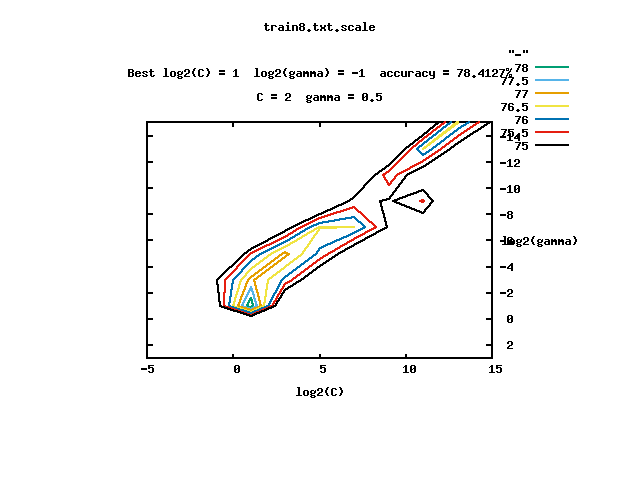 train8.txt.scale
"-"
Best log2(C) = 1 log2(gamma) = -1 accuracy = 78.4127%
78
77.5
77
C = 2 gamma = 0.5
76.5
76
75.5
-14
75
-12
-10
-8
-6
log2(gamma)
-4
-2
0
2
-5 0 5 10 15
log2(C)